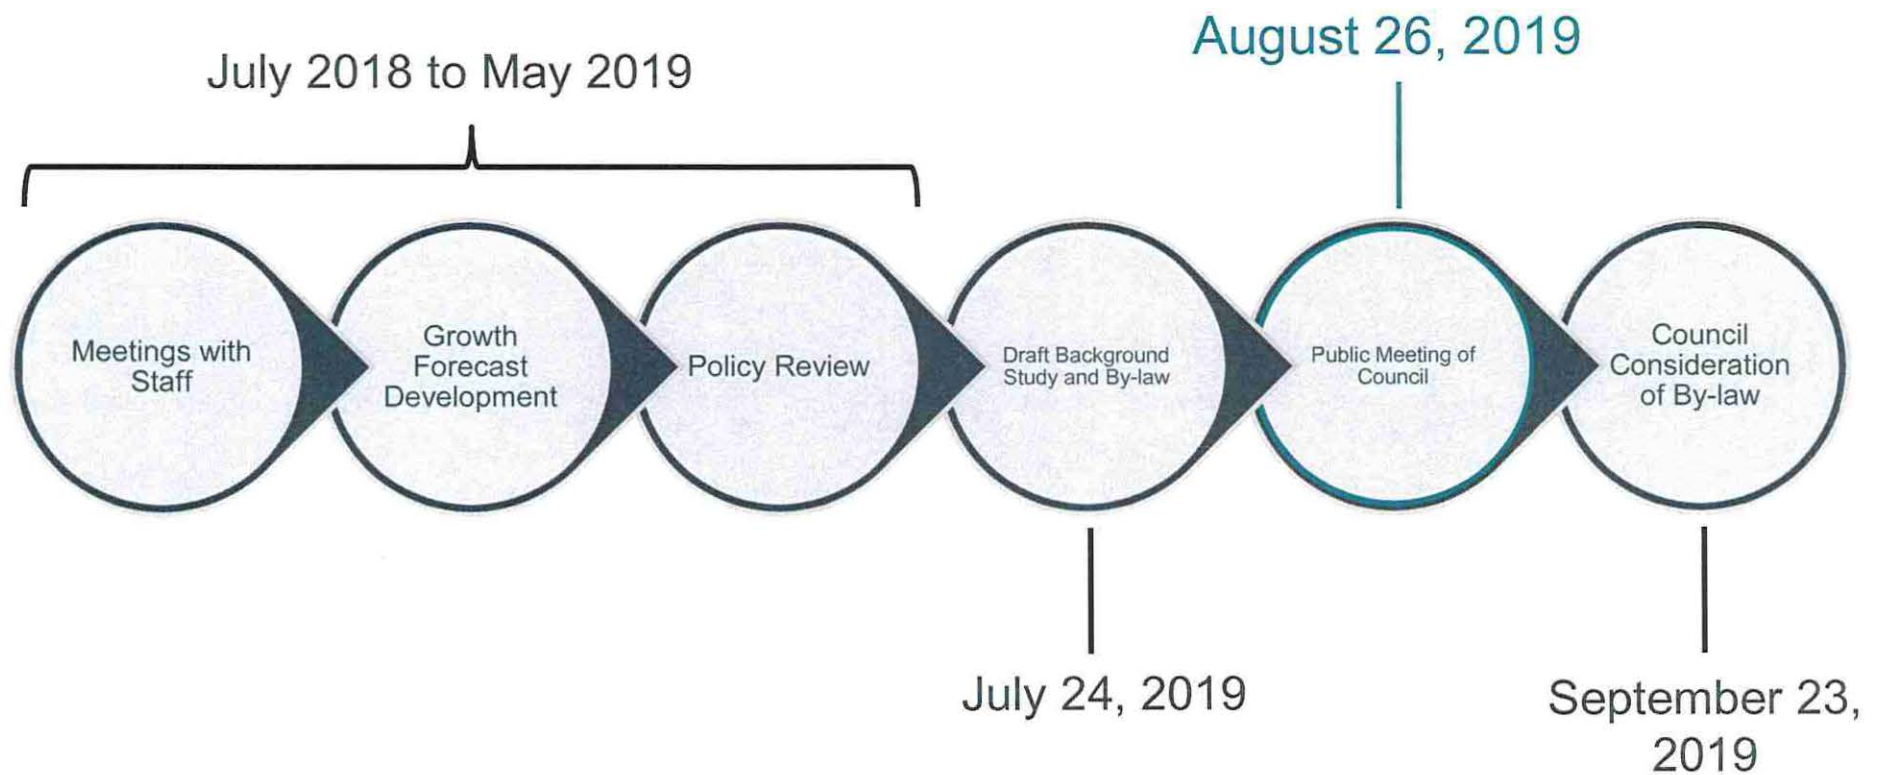 August 26, 2019
July 2018 to May 2019
Meetings with
Staff
Growth
Forecast
Development
Policy Review
Draft Background
Study and By-law
Public Meeting of
Council
Council
Consideration
of By-law
July 24, 2019
September 23,
2019